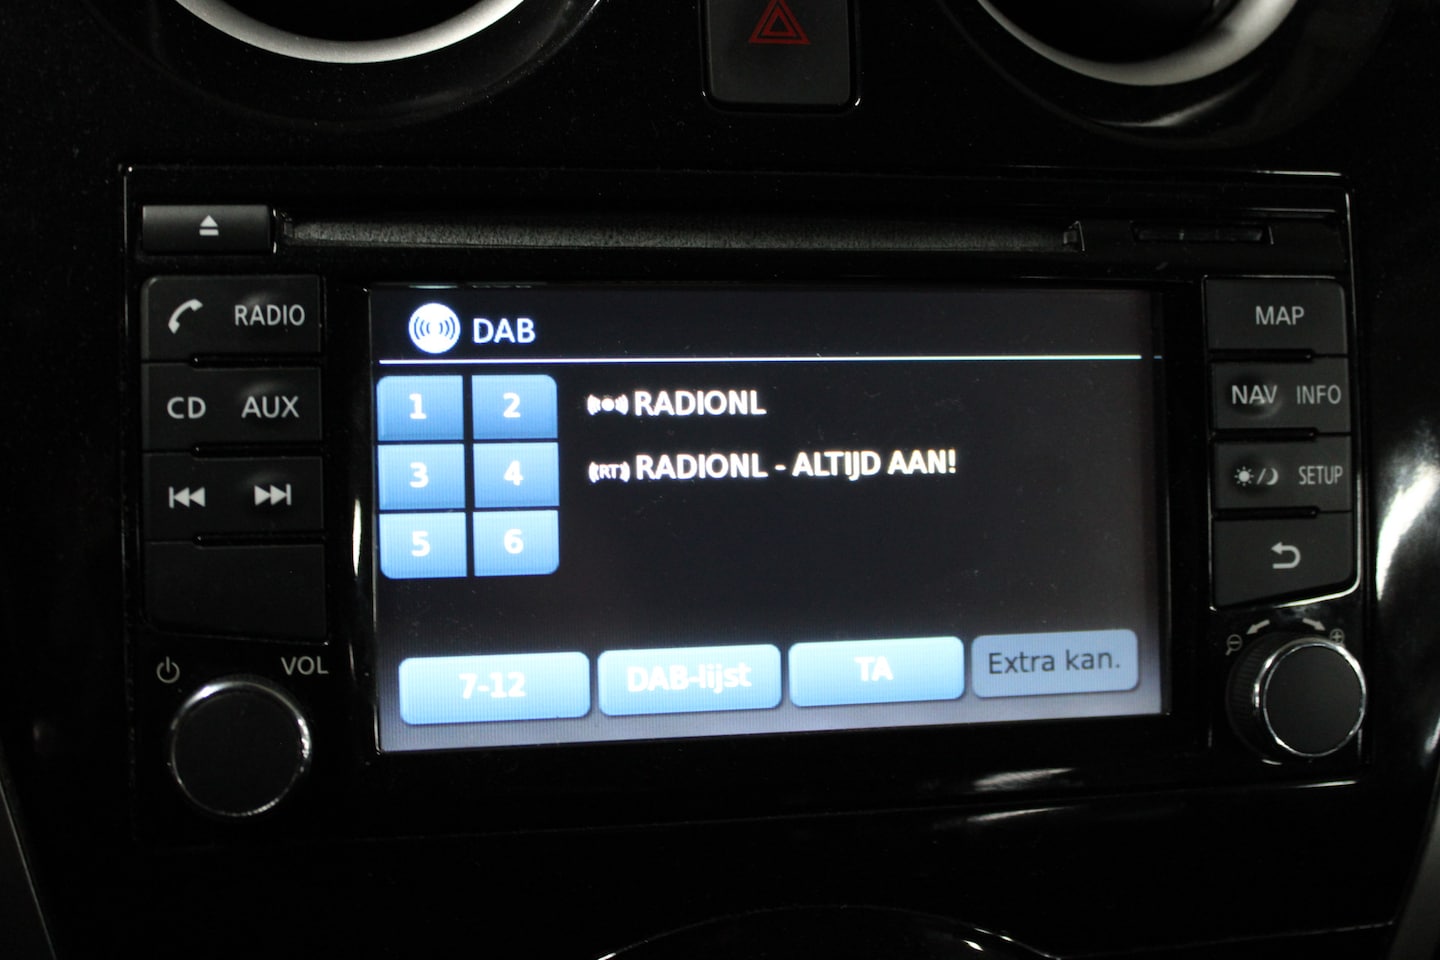 RADIO
CD AUX
VOL
DAB
1 2
3 4
5 6
RADIONL
(RT) RADIONL - ALTIJD AAN!
7-12 DAB-lijst TA Extra kan.
MAP
NAV INFO
SETUP